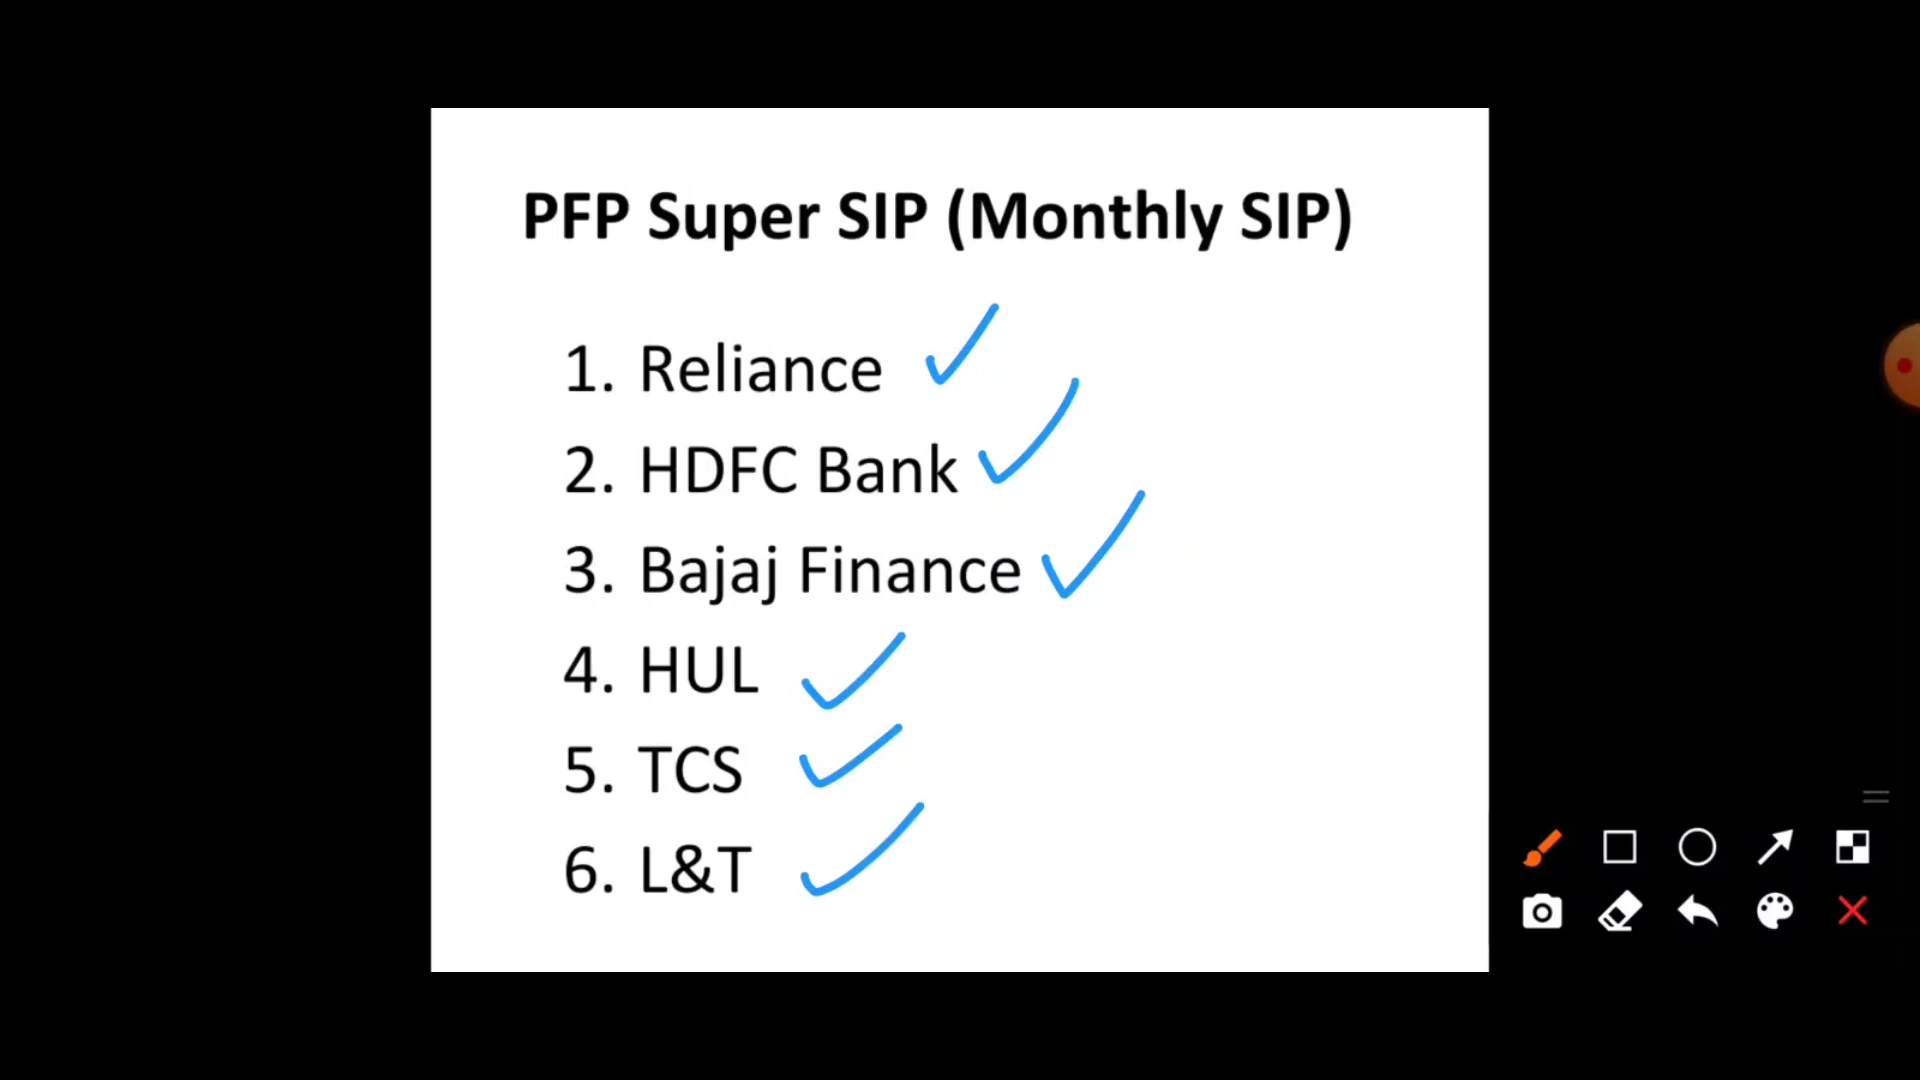 PFP Super SIP (Monthly SIP)
1. Reliance
2. HDFC Bank
3. Bajaj Finance
4. HUL
5. TCS
6. L&T